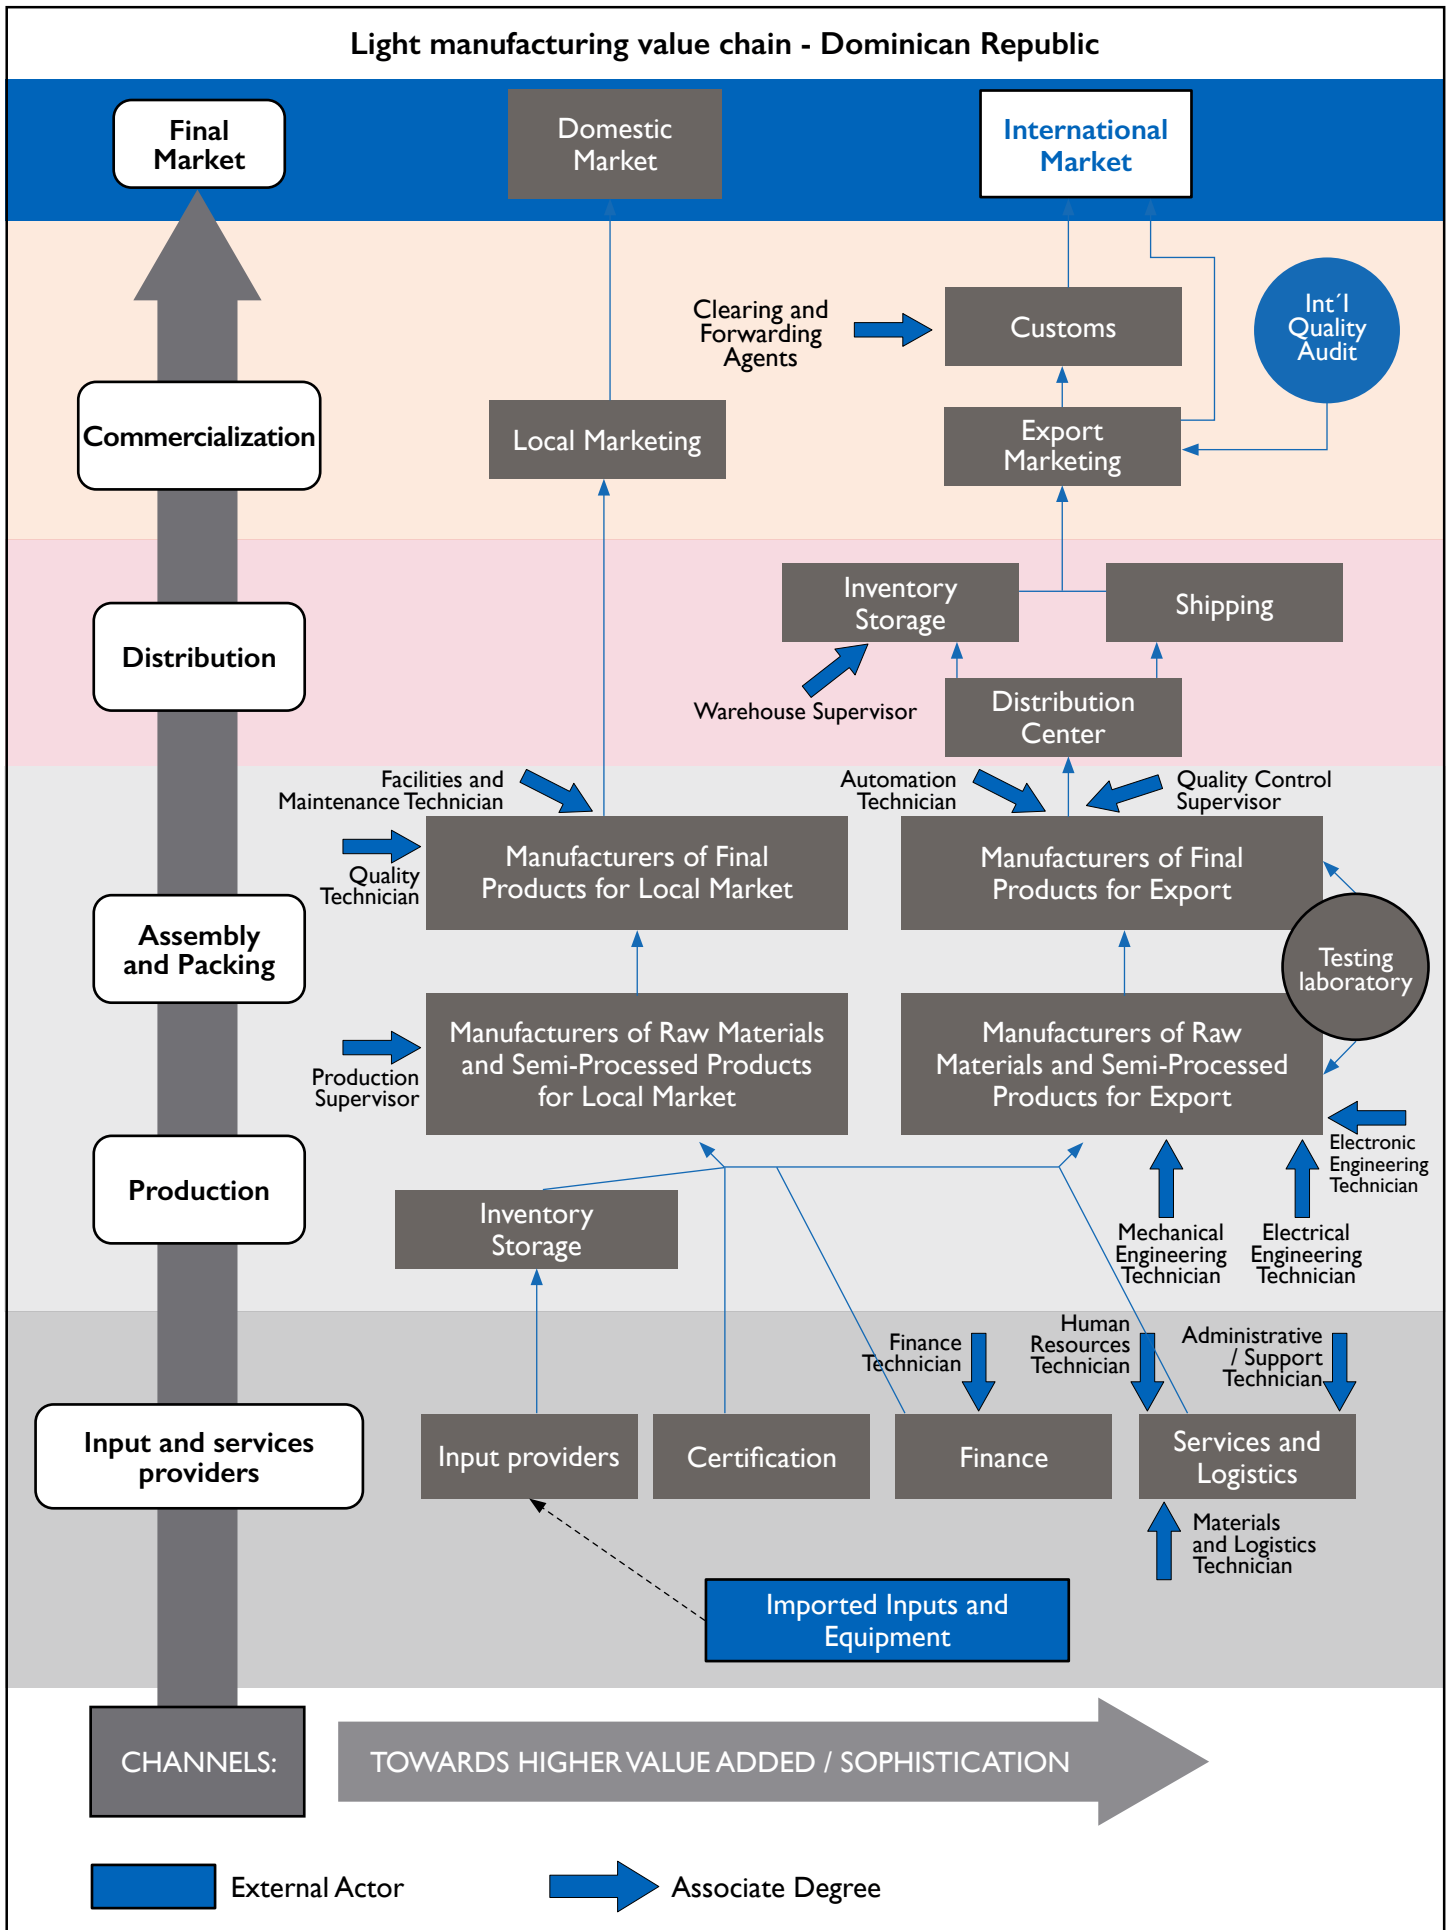 Light manufacturing value chain - Dominican Republic
Final
Market
Domestic
Market
International
Market
Clearing and
Forwarding
Agents
Customs
Int´l
Quality
Audit
Commercialization
Local Marketing
Export
Marketing
Inventory
Storage
Shipping
Distribution
Warehouse Supervisor
Distribution
Center
Facilities and
Maintenance Technician
Automation
Technician
Quality Control
Supervisor
Quality
Technician
Manufacturers of Final
Products for Local Market
Manufacturers of Final
Products for Export
Assembly
and Packing
Testing
laboratory
Production
Supervisor
Manufacturers of Raw Materials
and Semi-Processed Products
for Local Market
Manufacturers of Raw
Materials and Semi-Processed
Products for Export
Electronic
Engineering
Technician
Production
Inventory
Storage
Mechanical
Engineering
Technician
Electrical
Engineering
Technician
Finance
Technician
Human
Resources
Technician
Administrative
/ Support
Technician
Input and services
providers
Input providers
Certification
Finance
Services and
Logistics
Materials
and Logistics
Technician
Imported Inputs and
Equipment
CHANNELS:
TOWARDS HIGHER VALUE ADDED / SOPHISTICATION
External Actor
Associate Degree